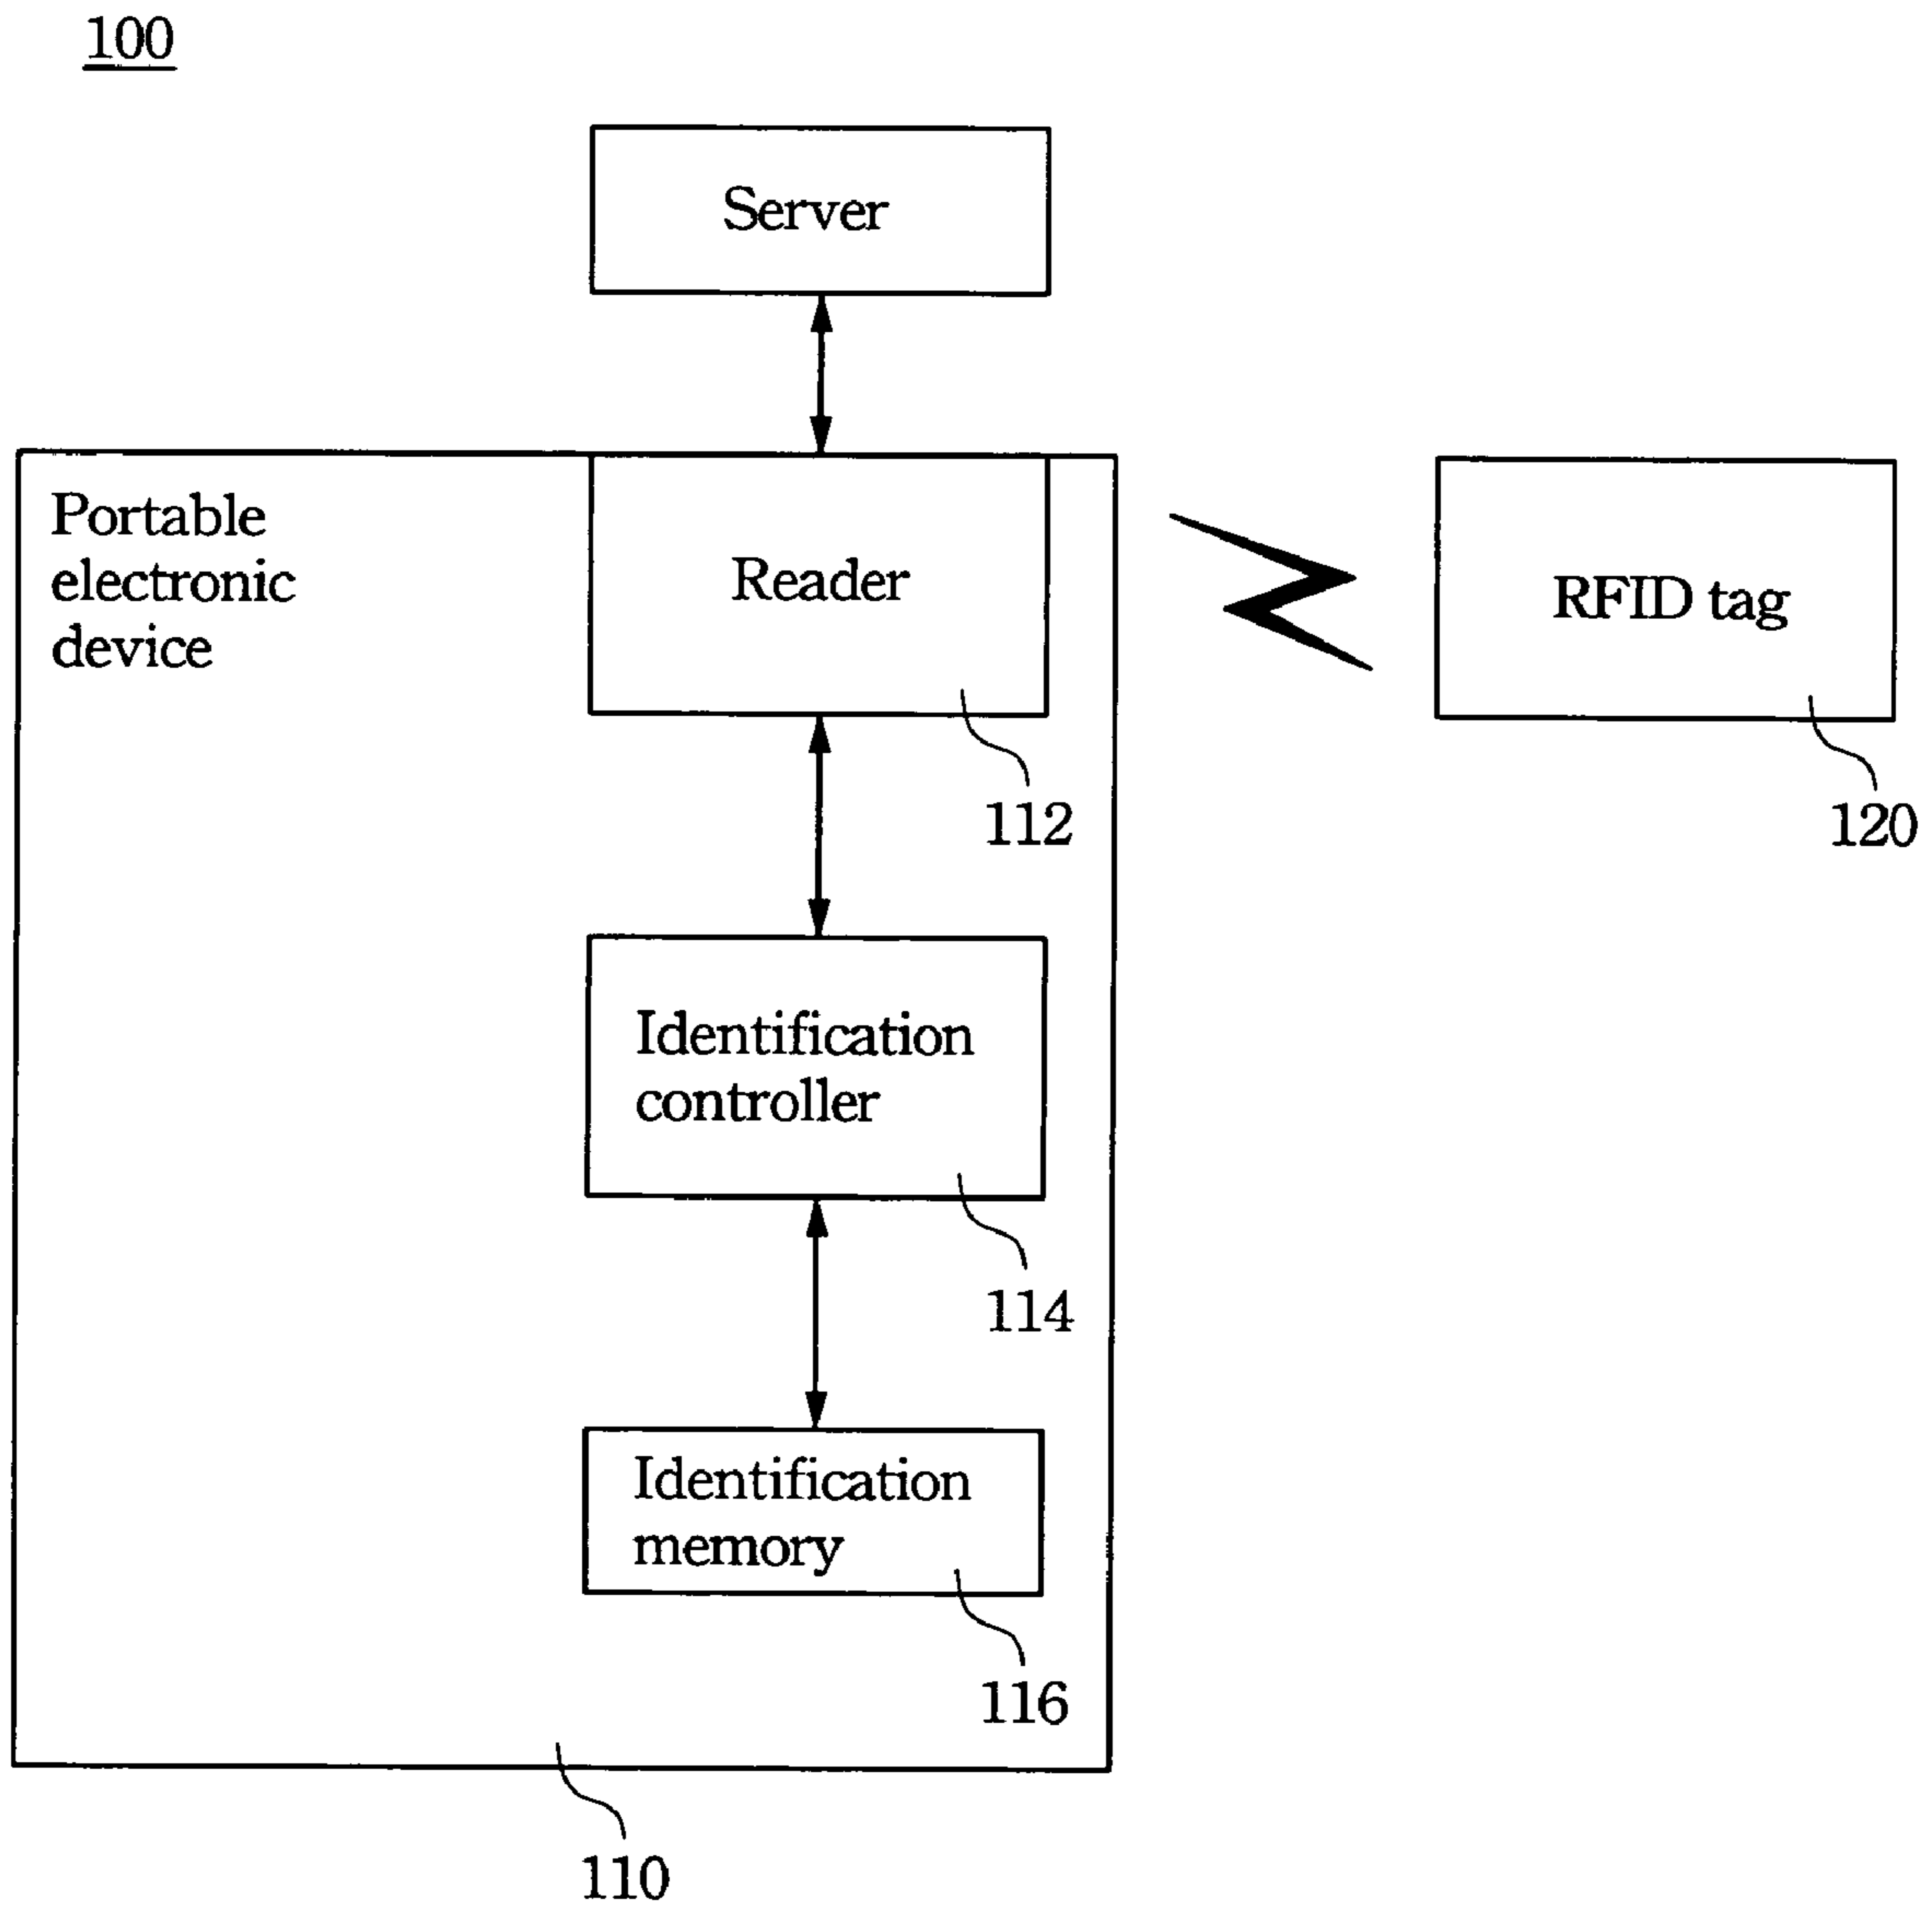 100
Server
Portable
electronic
device
Reader
RFID tag
112
120
Identification
controller
114
Identification
memory
116
110